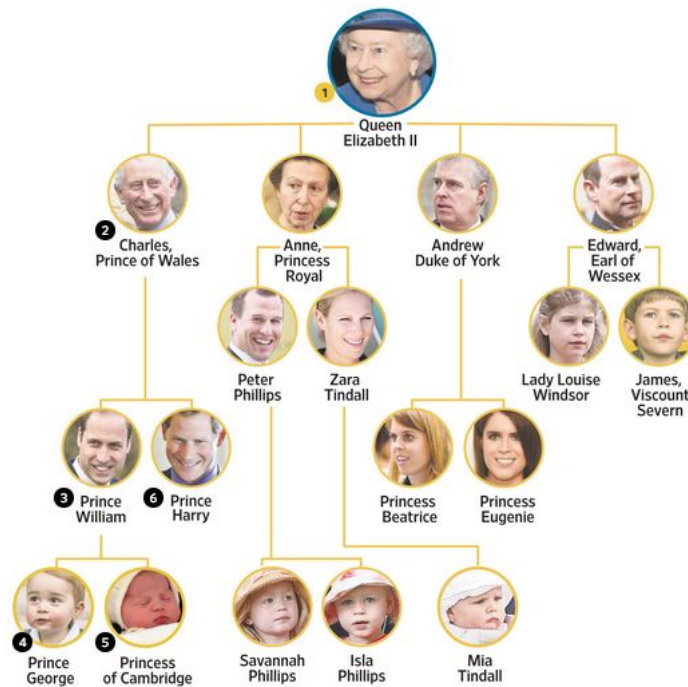 1
Queen
Elizabeth II
2
Charles,
Prince of Wales
Anne,
Princess
Royal
Andrew
Duke of York
Edward,
Earl of
Wessex
Peter
Phillips
Zara
Tindall
Lady Louise
Windsor
James,
Viscount
Severn
3
Prince
William
6
Prince
Harry
Princess
Beatrice
Princess
Eugenie
4
Prince
George
5
Princess
of Cambridge
Savannah
Phillips
Isla
Phillips
Mia
Tindall